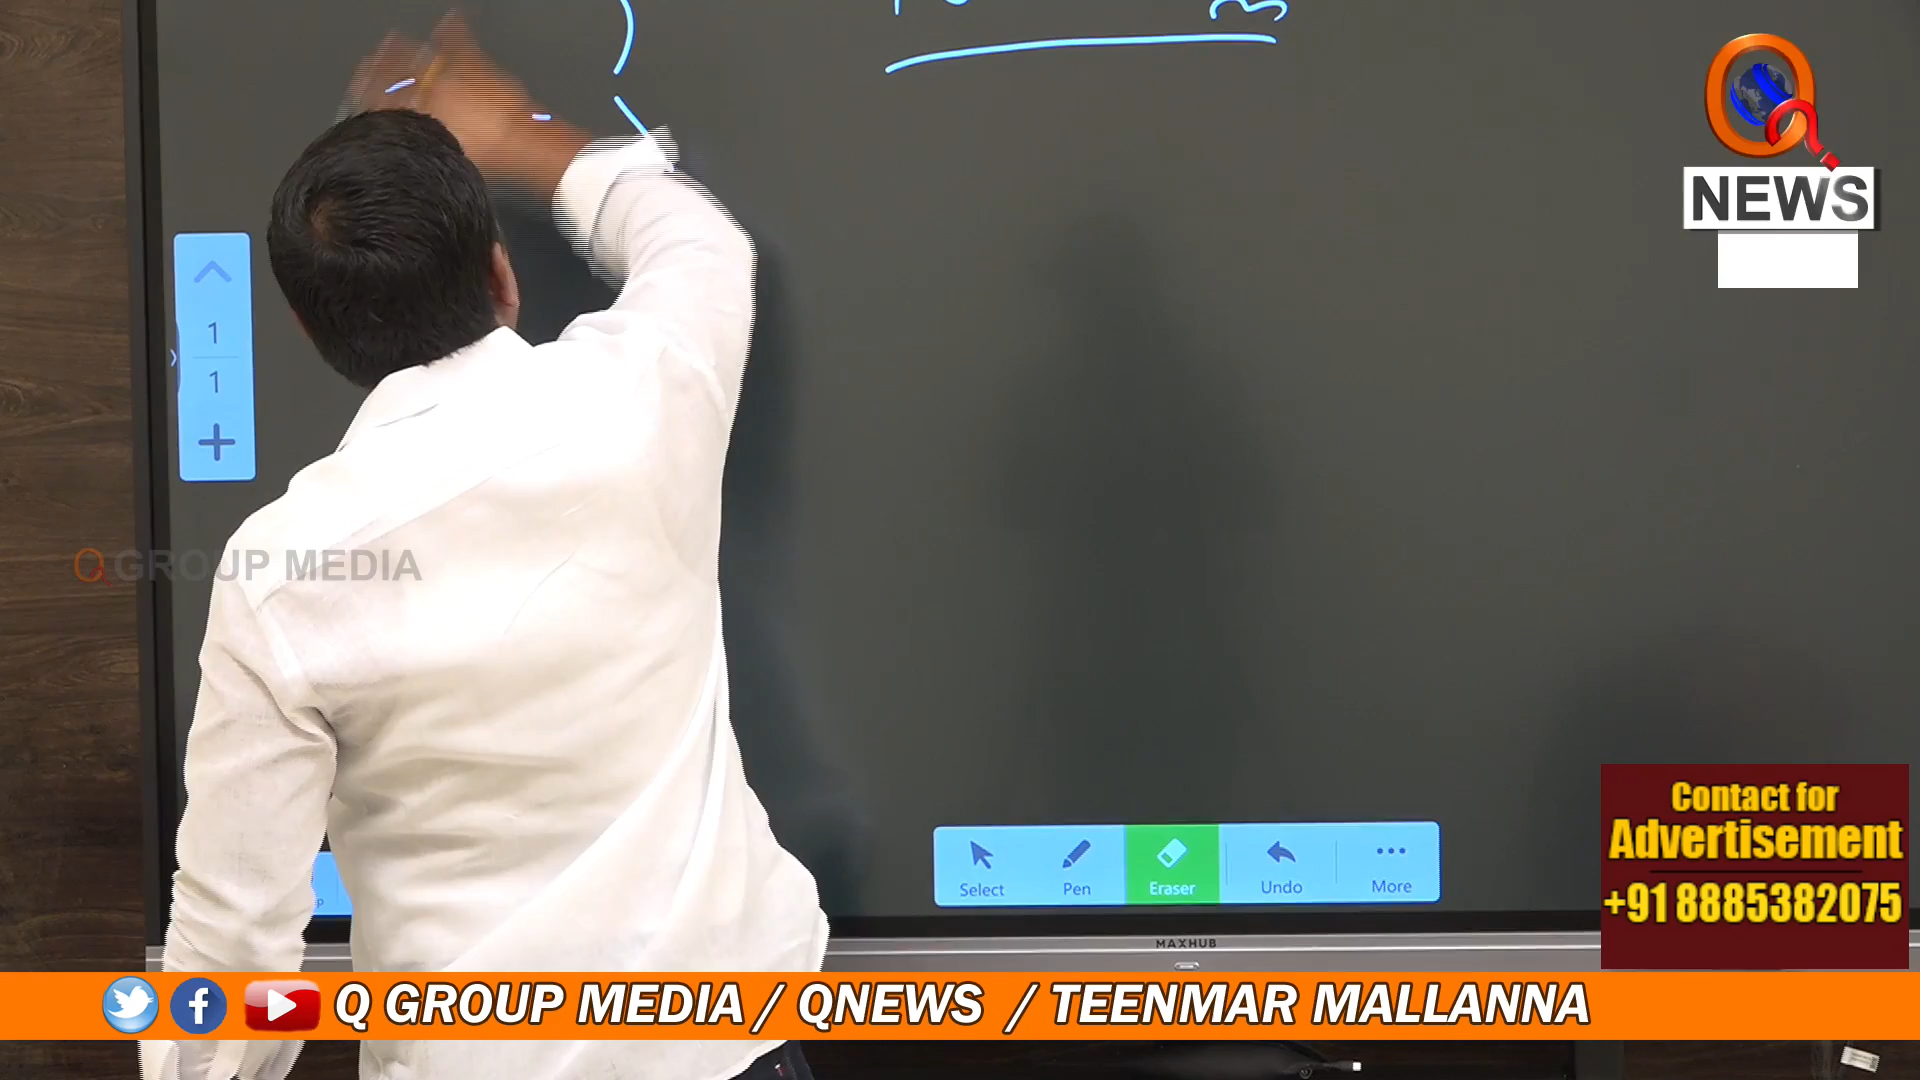 NEWS
1
1
Q GROUP MEDIA
Select
Pen
Eraser
Undo
More
MAXHUB
Contact for
Advertisement
+91 8885382075
Q GROUP MEDIA / QNEWS / TEENMAR MALLANNA